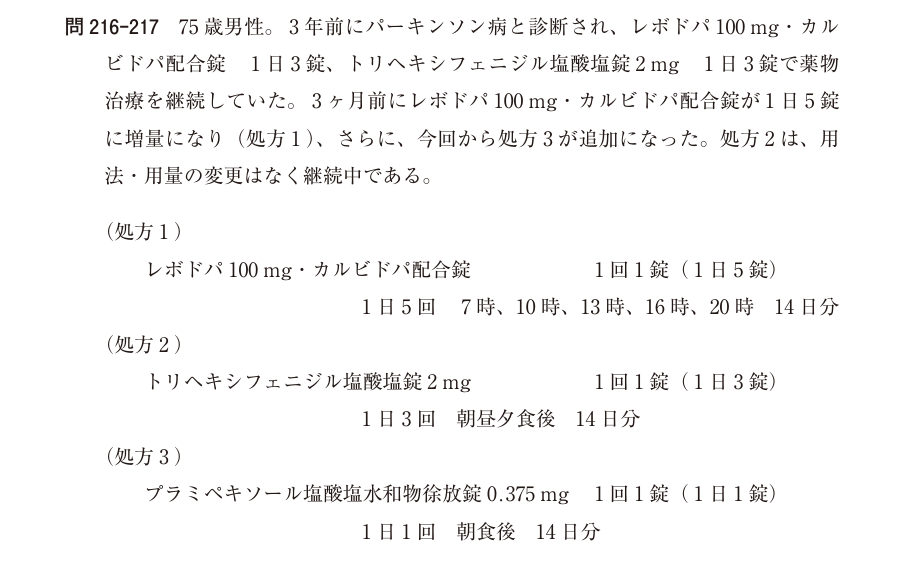 問 216−217　75 歳男性。３年前にパーキンソン病と診断され、レボドパ 100 mg・カル
ビドパ配合錠　１日３錠、トリヘキシフェニジル塩酸塩錠２mg　１日３錠で薬物
治療を継続していた。３ヶ月前にレボドパ 100 mg・カルビドパ配合錠が１日５錠
に増量になり（処方１）、さらに、今回から処方３が追加になった。処方２は、用
法・用量の変更はなく継続中である。
（処方１）
レボドパ 100 mg・カルビドパ配合錠　１回１錠（１日５錠）
１日５回　７時、10 時、13 時、16 時、20 時　14 日分
（処方２）
トリヘキシフェニジル塩酸塩錠２mg　１回１錠（１日３錠）
１日３回　朝昼夕食後　14 日分
（処方３）
プラミペキソール塩酸塩水和物徐放錠 0.375 mg　１回１錠（１日１錠）
１日１回　朝食後　14 日分